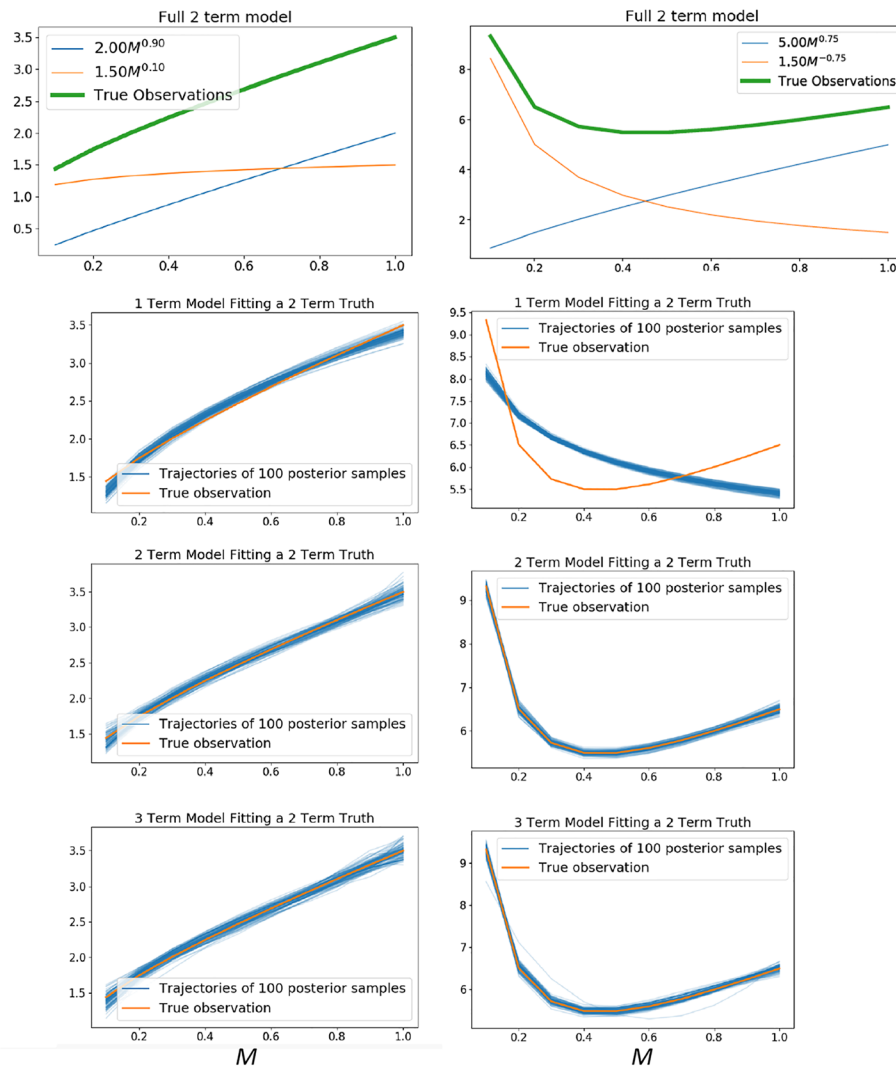 Full 2 term model
3.5
3.0
2.5
2.0
1.5
1.0
0.5
2.00M^0.90
1.50M^0.10
True Observations
0.2 0.4 0.6 0.8 1.0
Full 2 term model
8
6
4
2
5.00M^0.75
1.50M^−0.75
True Observations
0.2 0.4 0.6 0.8 1.0
1 Term Model Fitting a 2 Term Truth
3.5
3.0
2.5
2.0
1.5
Trajectories of 100 posterior samples
True observation
0.2 0.4 0.6 0.8 1.0
1 Term Model Fitting a 2 Term Truth
9.5
9.0
8.5
8.0
7.5
7.0
6.5
6.0
5.5
Trajectories of 100 posterior samples
True observation
0.2 0.4 0.6 0.8 1.0
2 Term Model Fitting a 2 Term Truth
3.5
3.0
2.5
2.0
1.5
Trajectories of 100 posterior samples
True observation
0.2 0.4 0.6 0.8 1.0
2 Term Model Fitting a 2 Term Truth
9
8
7
6
Trajectories of 100 posterior samples
True observation
0.2 0.4 0.6 0.8 1.0
3 Term Model Fitting a 2 Term Truth
3.5
3.0
2.5
2.0
1.5
Trajectories of 100 posterior samples
True observation
0.2 0.4 0.6 0.8 1.0
M
3 Term Model Fitting a 2 Term Truth
9
8
7
6
Trajectories of 100 posterior samples
True observation
0.2 0.4 0.6 0.8 1.0
M